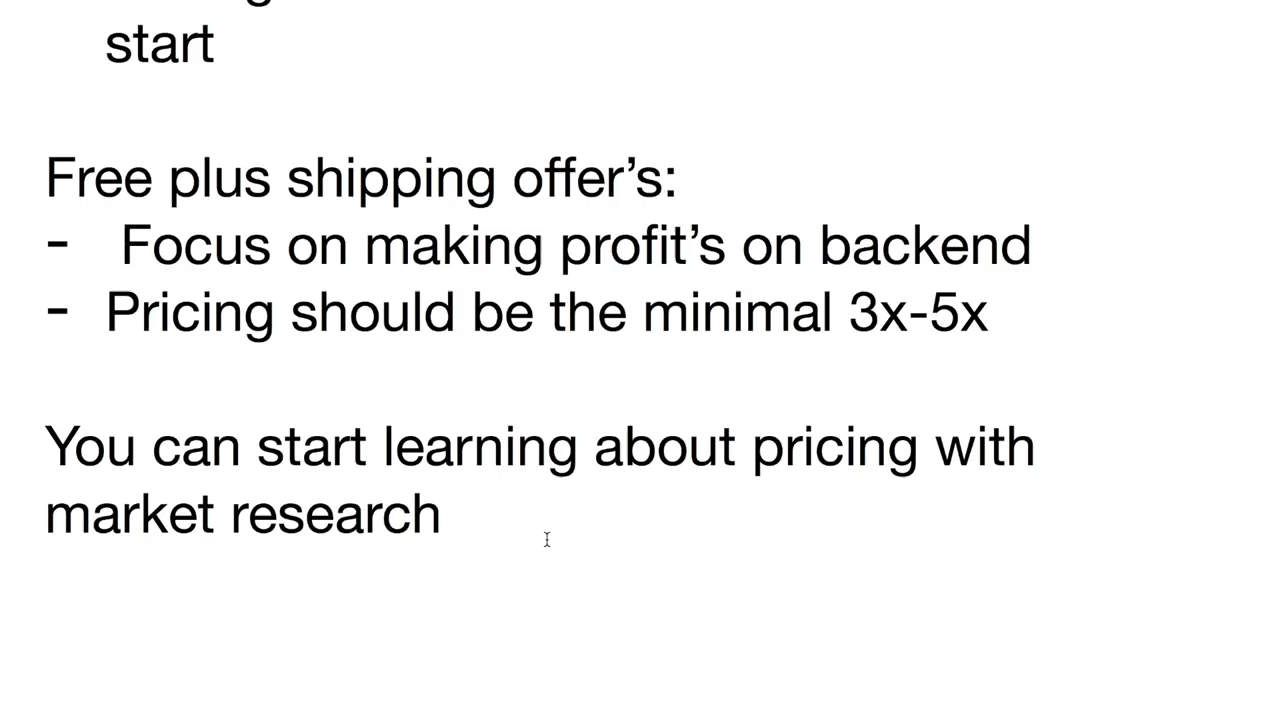 start
Free plus shipping offer’s:
- Focus on making profit’s on backend
- Pricing should be the minimal 3x-5x
You can start learning about pricing with
market research